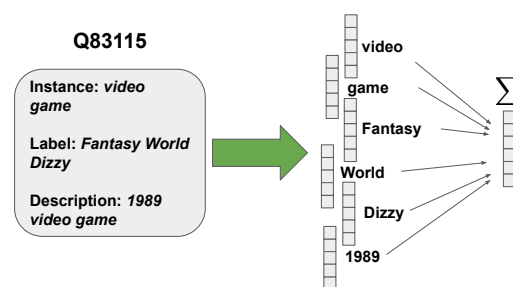 Q83115
Instance: video
game
Label: Fantasy World
Dizzy
Description: 1989
video game
video
game
Fantasy
World
Dizzy
1989
∑